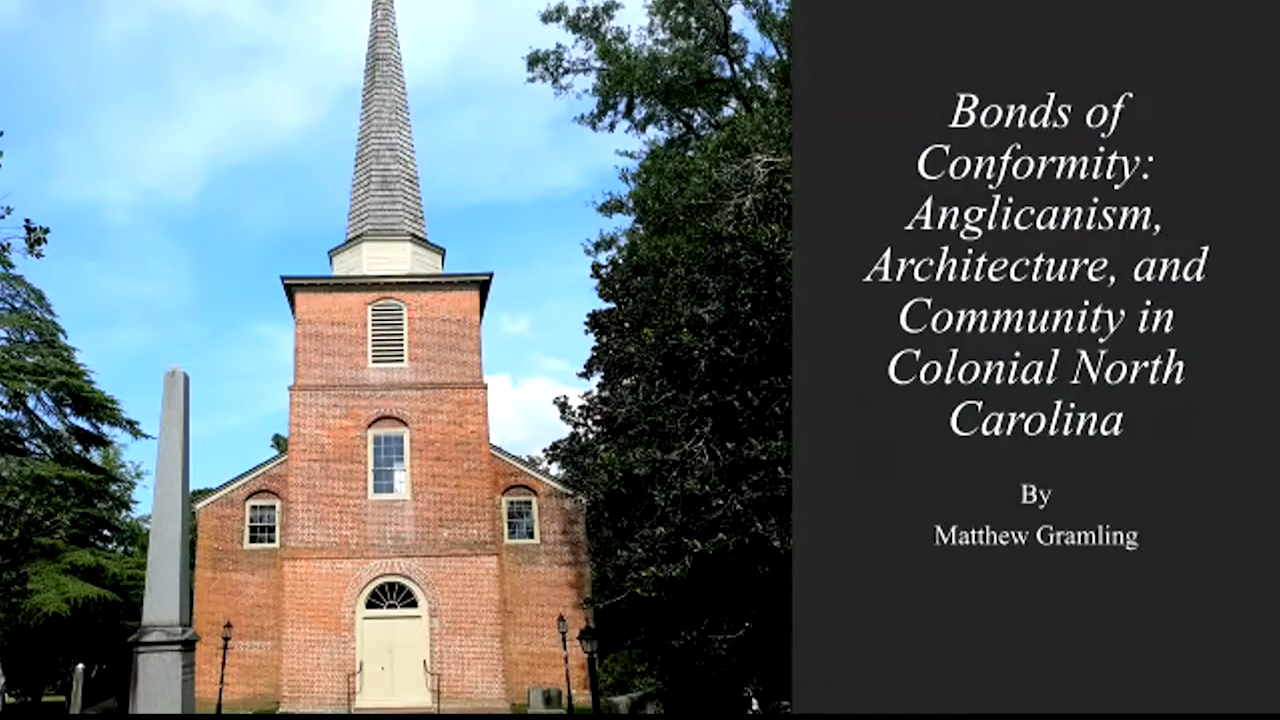 Bonds of
Conformity:
Anglicanism,
Architecture, and
Community in
Colonial North
Carolina
By
Matthew Gramling